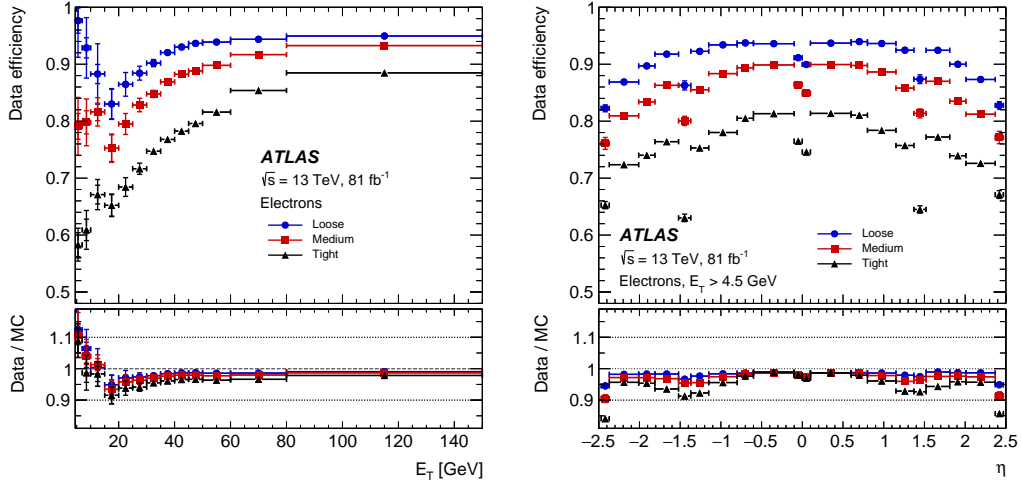 Data efficiency
1
0.9
0.8
0.7
0.6
0.5
ATLAS
√s = 13 TeV, 81 fb⁻¹
Electrons
Loose
Medium
Tight
Data / MC
1.1
1
0.9
20 40 60 80 100 120 140
E_T [GeV]
Data efficiency
1
0.9
0.8
0.7
0.6
0.5
ATLAS
√s = 13 TeV, 81 fb⁻¹
Electrons, E_T > 4.5 GeV
Loose
Medium
Tight
Data / MC
1.1
1
0.9
−2.5 −2 −1.5 −1 −0.5 0 0.5 1 1.5 2 2.5
η